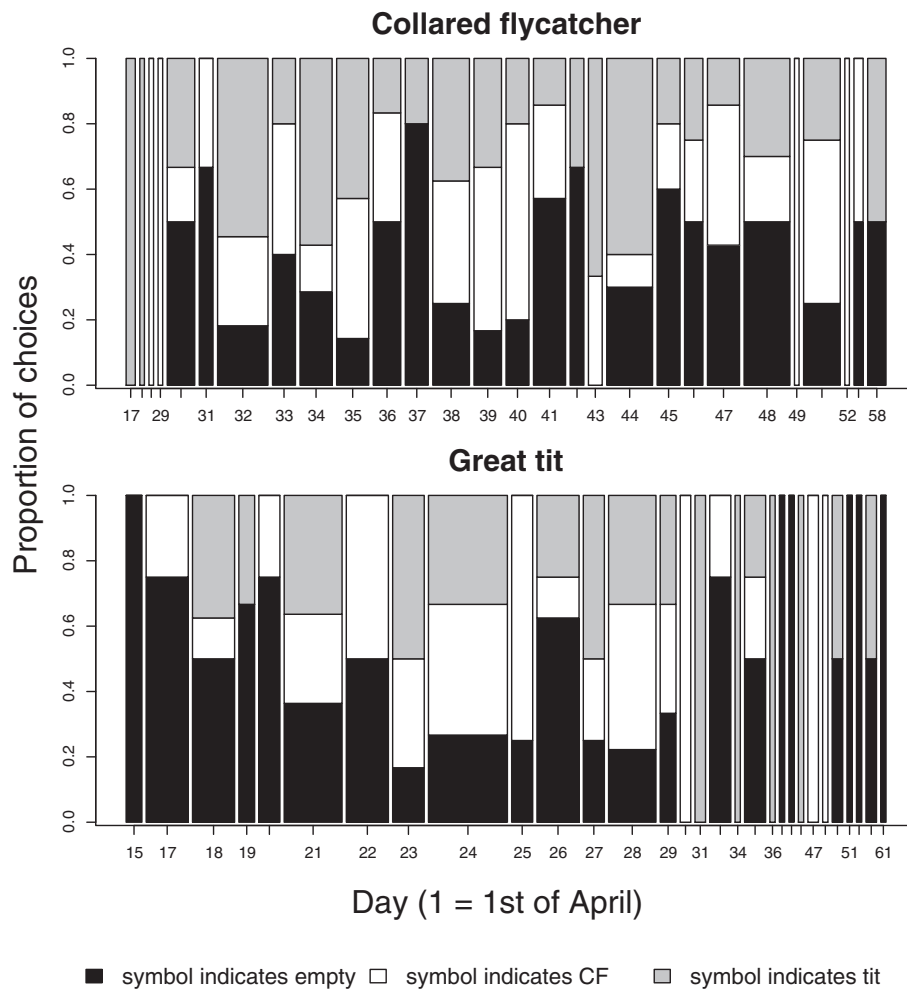 Collared flycatcher
Proportion of choices
0.0 0.2 0.4 0.6 0.8 1.0
17 29 31 32 33 34 35 36 37 38 39 40 41 43 44 45 47 48 49 52 58
Great tit
0.0 0.2 0.4 0.6 0.8 1.0
15 17 18 19 21 22 23 24 25 26 27 28 29 31 34 36 47 51 61
Day (1 = 1st of April)
symbol indicates empty symbol indicates CF symbol indicates tit